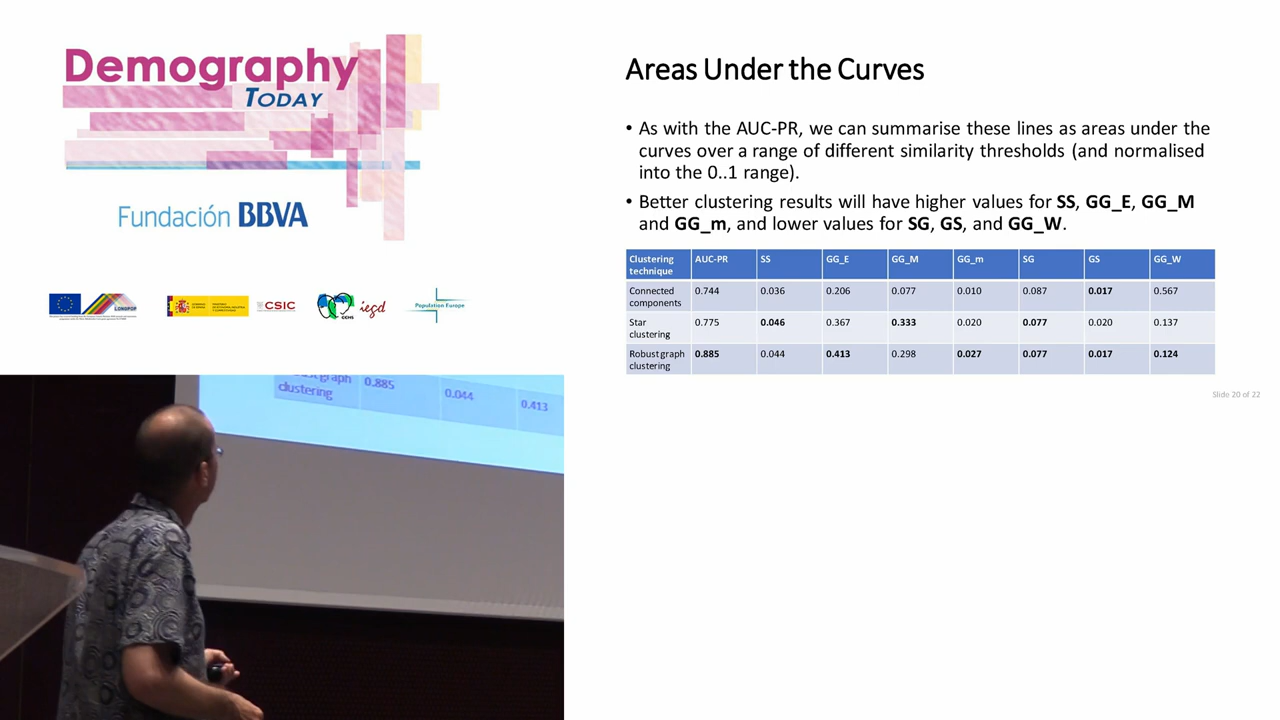 Demography
TODAY
Fundación BBVA
LONGPOP
CSIC
CCHS
iegd
Population Europe
Areas Under the Curves
• As with the AUC-PR, we can summarise these lines as areas under the
curves over a range of different similarity thresholds (and normalised
into the 0..1 range).
• Better clustering results will have higher values for SS, GG_E, GG_M
and GG_m, and lower values for SG, GS, and GG_W.
Clustering technique AUC-PR SS GG_E GG_M GG_m SG GS GG_W
Connected components 0.744 0.036 0.206 0.077 0.010 0.087 0.017 0.567
Star clustering 0.775 0.046 0.367 0.333 0.020 0.077 0.020 0.137
Robust graph clustering 0.885 0.044 0.413 0.298 0.027 0.077 0.017 0.124
Slide 20 of 22
graph
clustering 0.885 0.044 0.413